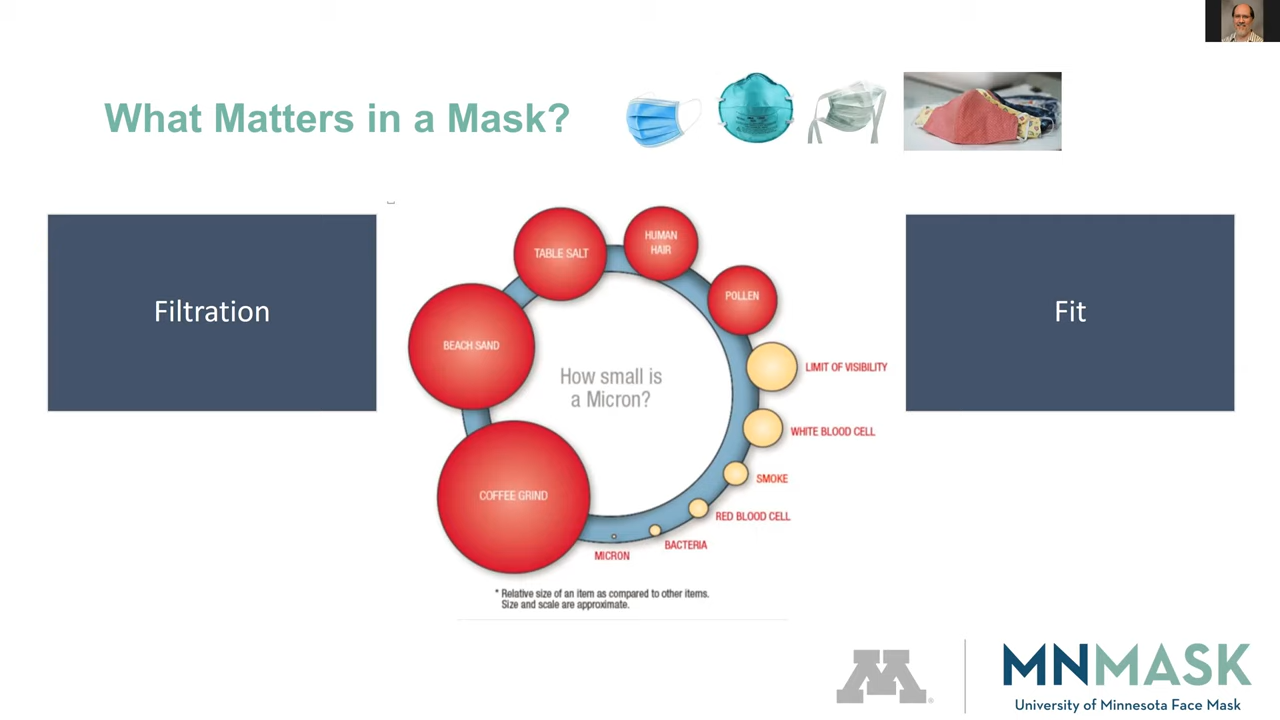 What Matters in a Mask?
Filtration
Fit
TABLE SALT
HUMAN
HAIR
POLLEN
BEACH SAND
LIMIT OF VISIBILITY
How small is
a Micron?
WHITE BLOOD CELL
SMOKE
COFFEE GRIND
RED BLOOD CELL
BACTERIA
MICRON
* Relative size of an item as compared to other items.
Size and scale are approximate.
M
MNMASK
University of Minnesota Face Mask